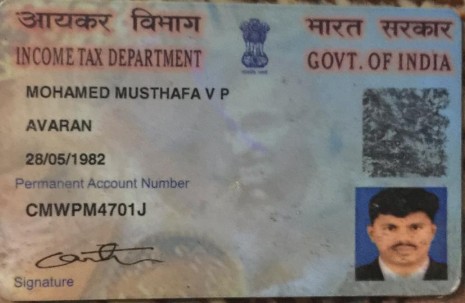 आयकर विभाग
भारत सरकार
INCOME TAX DEPARTMENT
GOVT. OF INDIA
MOHAMED MUSTHAFA V P
AVARAN
28/05/1982
Permanent Account Number
CMWPM4701J
Signature